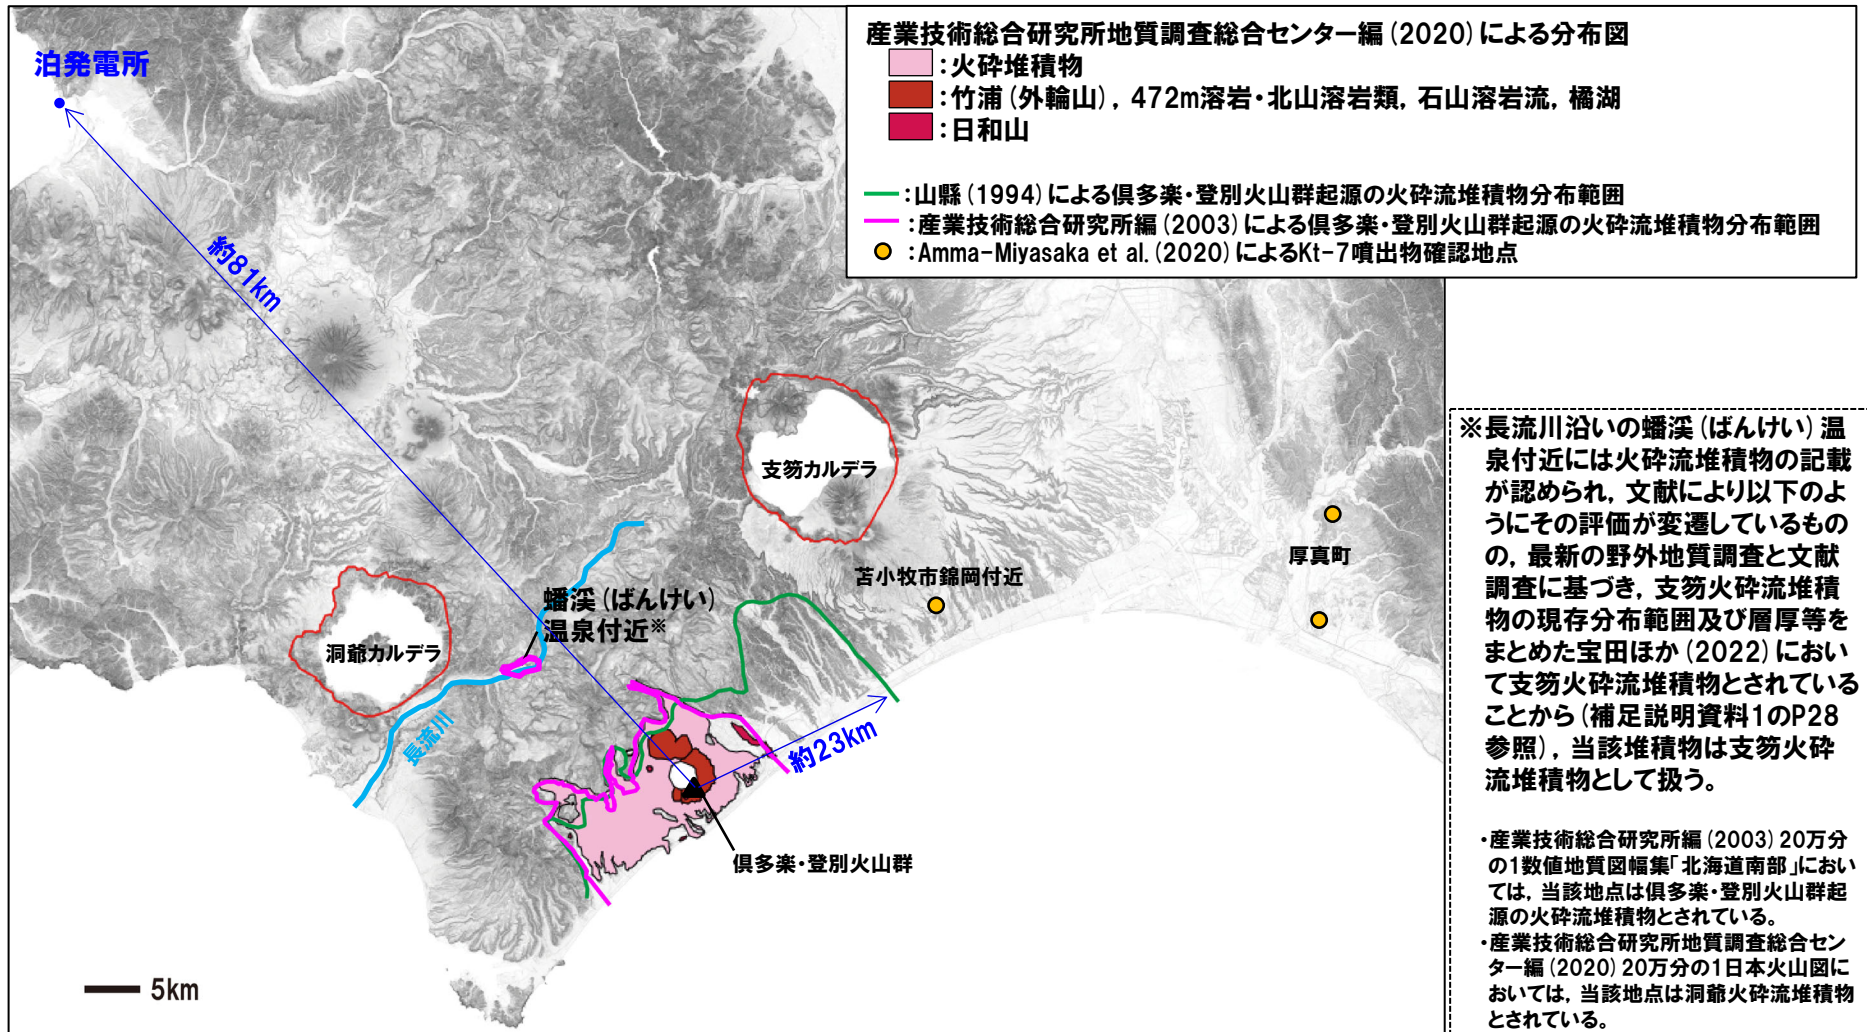 産業技術総合研究所地質調査総合センター編(2020)による分布図
：火砕堆積物
：竹浦(外輪山)，472m溶岩・北山溶岩類，石山溶岩流，橘湖
：日和山
：山縣(1994)による倶多楽・登別火山群起源の火砕流堆積物分布範囲
：産業技術総合研究所編(2003)による倶多楽・登別火山群起源の火砕流堆積物分布範囲
：Amma-Miyasaka et al.(2020)によるKt-7噴出物確認地点
泊発電所
約81km
支笏カルデラ
苫小牧市錦岡付近
厚真町
蟠渓(ばんけい)
温泉付近※
洞爺カルデラ
長流川
約23km
倶多楽・登別火山群
5km
※長流川沿いの蟠渓(ばんけい)温
泉付近には火砕流堆積物の記載
が認められ，文献により以下のよ
うにその評価が変遷しているもの
の，最新の野外地質調査と文献
調査に基づき，支笏火砕流堆積
物の現存分布範囲及び層厚等を
まとめた宝田ほか(2022)におい
て支笏火砕流堆積物とされている
ことから(補足説明資料1のP28
参照)，当該堆積物は支笏火砕
流堆積物として扱う。
・産業技術総合研究所編(2003)20万分
の1数値地質図幅集「北海道南部」におい
ては，当該地点は倶多楽・登別火山群起
源の火砕流堆積物とされている。
・産業技術総合研究所地質調査総合セン
ター編(2020)20万分の1日本火山図に
おいては，当該地点は洞爺火砕流堆積物
とされている。